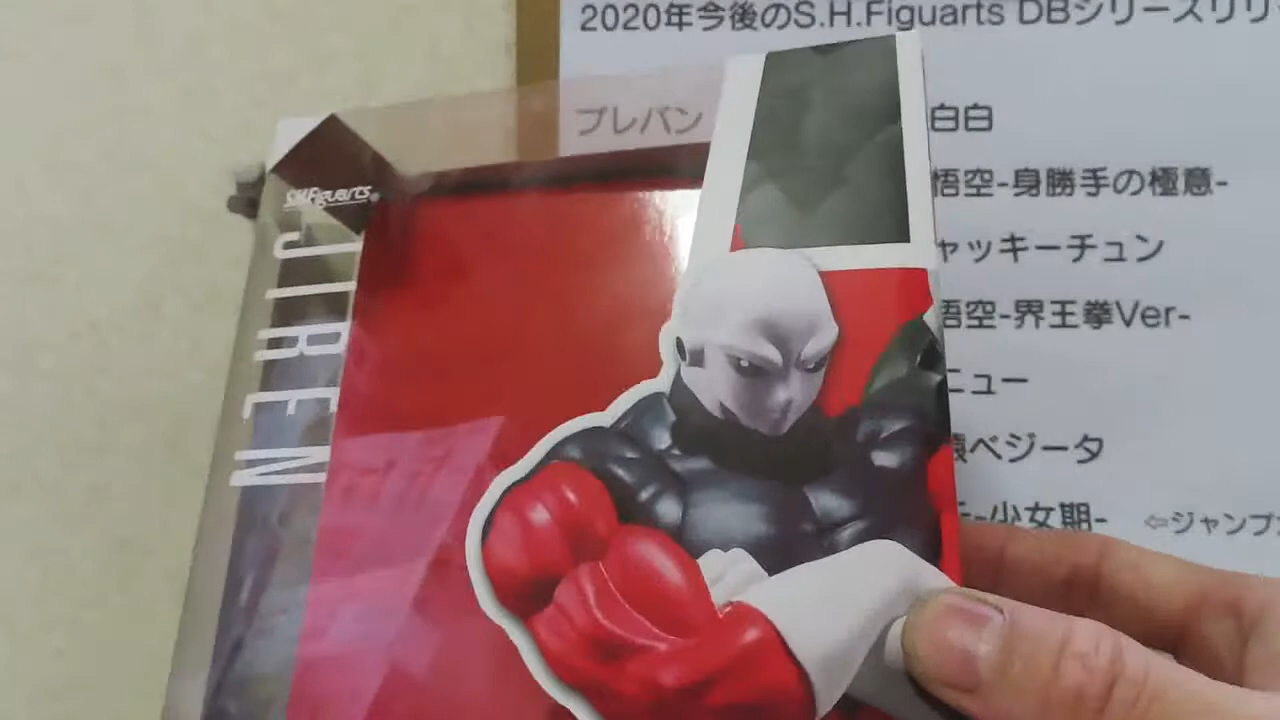 2020年今後のS.H.Figuarts DBシリーズリリ
プレバン
白白
悟空-身勝手の極意-
ャッキーチュン
悟空-界王拳Ver-
ニュー
猿ベジータ
-少女期- ⇦ジャンプ
S.H.Figuarts
JIREN